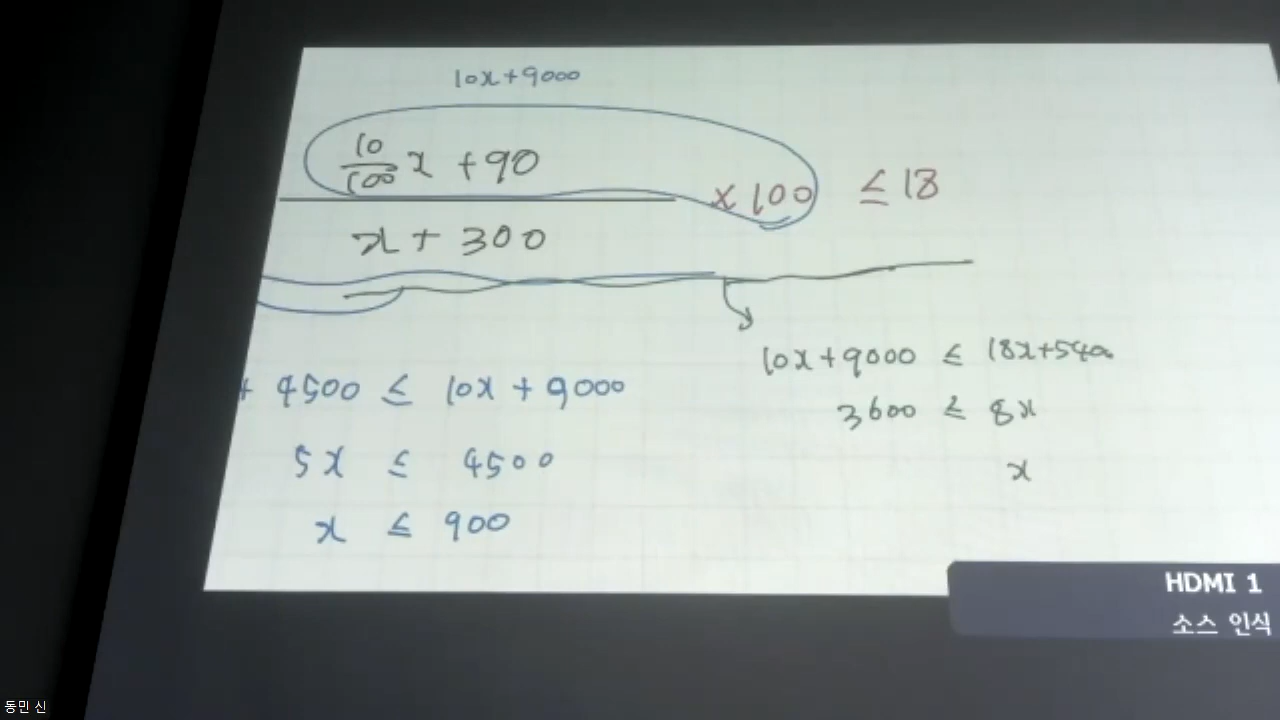 10x+9000
10/100 x + 90
× 100 ≤ 18
x + 300
10x+9000 ≤ 18x+5400
+ 4500 ≤ 10x + 9000
3600 ≤ 8x
5x ≤ 4500
x
x ≤ 900
HDMI 1
소스 인식
동민 신